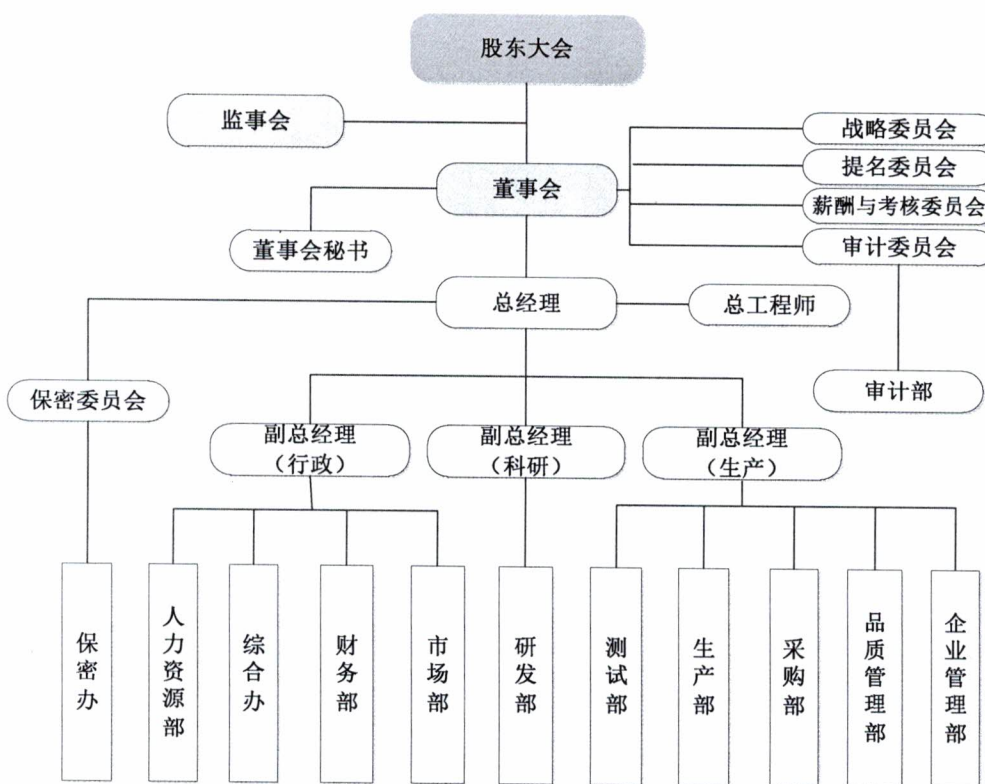 股东大会
监事会
战略委员会
提名委员会
董事会
薪酬与考核委员会
董事会秘书
审计委员会
总经理
总工程师
保密委员会
审计部
副总经理
（行政）
副总经理
（科研）
副总经理
（生产）
保密办
人力资源部
综合办
财务部
市场部
研发部
测试部
生产部
采购部
品质管理部
企业管理部